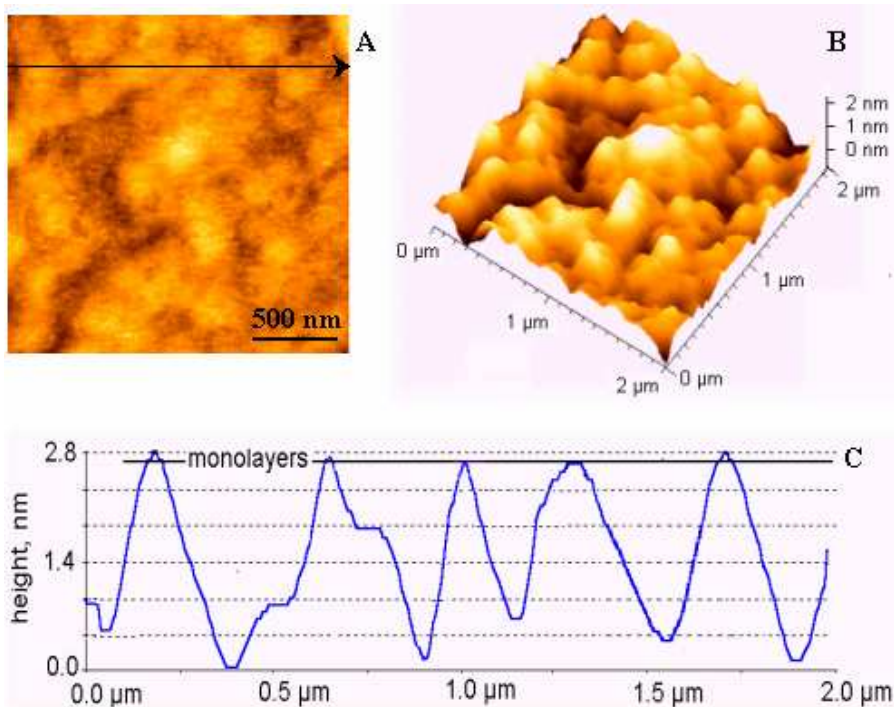 A
500 nm
B
2 nm
1 nm
0 nm
2 µm
1 µm
0 µm
0 µm
1 µm
2 µm
C
monolayers
height, nm
2.8
1.4
0.0
0.0 µm 0.5 µm 1.0 µm 1.5 µm 2.0 µm